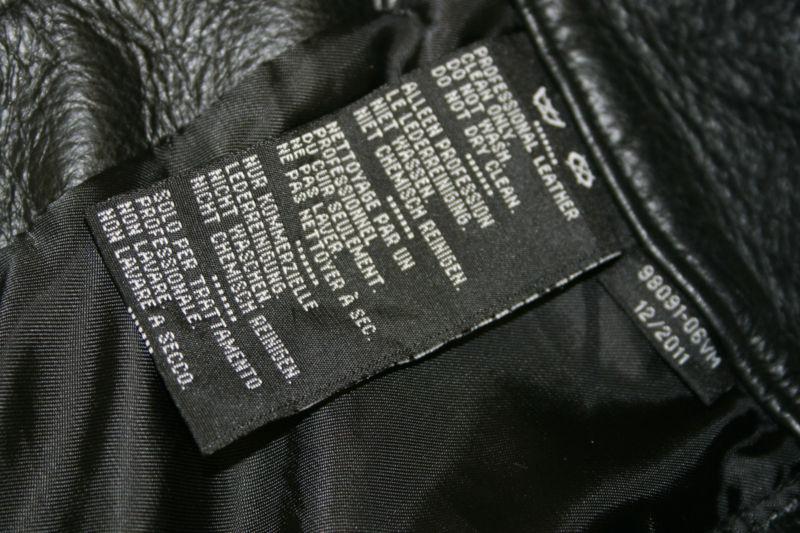 PROFESSIONAL LEATHER
CLEAN ONLY.
DO NOT WASH.
DO NOT DRY CLEAN.
ALLEEN PROFESSION
LE LEDERREINIGING.
NIET WASSEN.
NIET CHEMISCH REINIGEN.
NETTOYAGE PAR UN
PROFESSIONNEL
DU CUIR SEULEMENT.
NE PAS LAVER.
NE PAS NETTOYER À SEC.
NUR KOMMERZIELLE
LEDERREINIGUNG.
NICHT WASCHEN.
NICHT CHEMISCH REINIGEN.
SOLO PER TRATTAMENTO
PROFESSIONALE.
NON LAVARE.
NON LAVARE A SECCO.
98091-06VM
12/2011